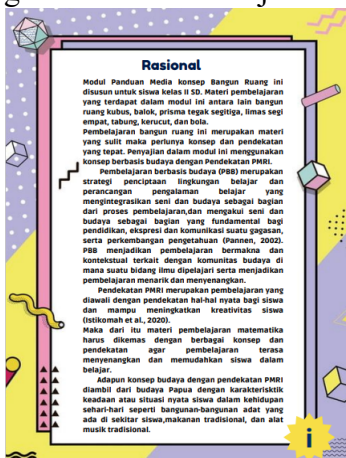 Rasional
Modul Panduan Media konsep Bangun Ruang ini
disusun untuk siswa kelas II SD. Materi pembelajaran
yang terdapat dalam modul ini antara lain bangun
ruang kubus, balok, prisma tegak segitiga, limas segi
empat, tabung, kerucut, dan bola.
Pembelajaran bangun ruang ini merupakan materi
yang sulit maka perlunya konsep dan pendekatan
yang tepat. Penyajian dalam modul ini menggunakan
konsep berbasis budaya dengan Pendekatan PMRI.
Pembelajaran berbasis budaya (PBB) merupakan
strategi penciptaan lingkungan belajar dan
perancangan pengalaman belajar yang
mengintegrasikan seni dan budaya sebagai bagian
dari proses pembelajaran,dan mengakui seni dan
budaya sebagai bagian yang fundamental bagi
pendidikan, ekspresi dan komunikasi suatu gagasan,
serta perkembangan pengetahuan (Pannen, 2002).
PBB menjadikan pembelajaran bermakna dan
kontekstual terkait dengan komunitas budaya di
mana suatu bidang ilmu dipelajari serta menjadikan
pembelajaran menarik dan menyenangkan.
Pendekatan PMRI merupakan pembelajaran yang
diawali dengan pendekatan hal-hal nyata bagi siswa
dan mampu meningkatkan kreativitas siswa
(Istikomah et al., 2020).
Maka dari itu materi pembelajaran matematika
harus dikemas dengan berbagai konsep dan
pendekatan agar pembelajaran terasa
menyenangkan dan memudahkan siswa dalam
belajar.
Adapun konsep budaya dengan pendekatan PMRI
diambil dari budaya Papua dengan karakterisktik
keadaan atau situasi nyata siswa dalam kehidupan
sehari-hari seperti bangunan-bangunan adat yang
ada di sekitar siswa,makanan tradisional, dan alat
musik tradisional.
i